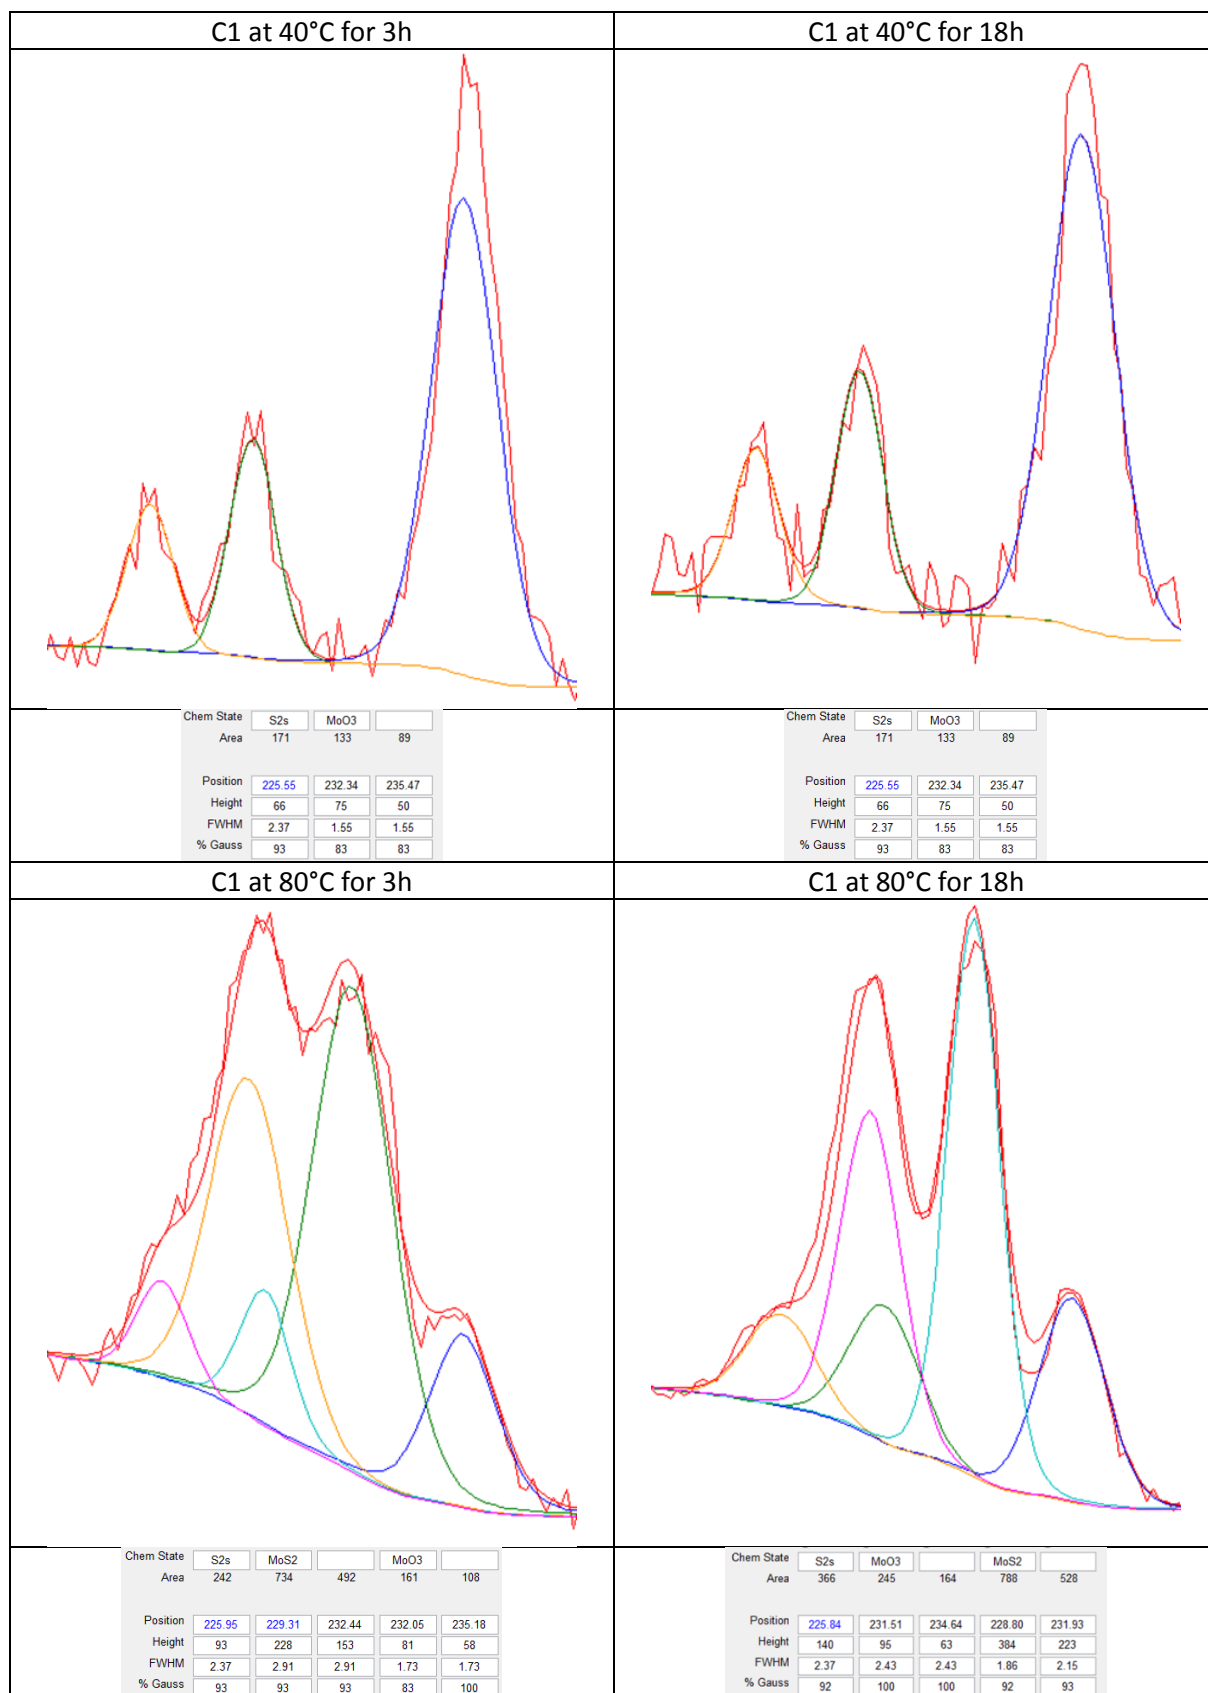 C1 at 40°C for 3h
C1 at 40°C for 18h
Chem State S2s MoO3
Area 171 133 89
Position 225.55 232.34 235.47
Height 66 75 50
FWHM 2.37 1.55 1.55
% Gauss 93 83 83
Chem State S2s MoO3
Area 171 133 89
Position 225.55 232.34 235.47
Height 66 75 50
FWHM 2.37 1.55 1.55
% Gauss 93 83 83
C1 at 80°C for 3h
C1 at 80°C for 18h
Chem State S2s MoS2 MoO3
Area 242 734 492 161 108
Position 225.95 229.31 232.44 232.05 235.18
Height 93 228 153 81 58
FWHM 2.37 2.91 2.91 1.73 1.73
% Gauss 93 93 93 83 100
Chem State S2s MoO3 MoS2
Area 366 245 164 788 528
Position 225.84 231.51 234.64 228.80 231.93
Height 140 95 63 384 223
FWHM 2.37 2.43 2.43 1.86 2.15
% Gauss 92 100 100 92 93